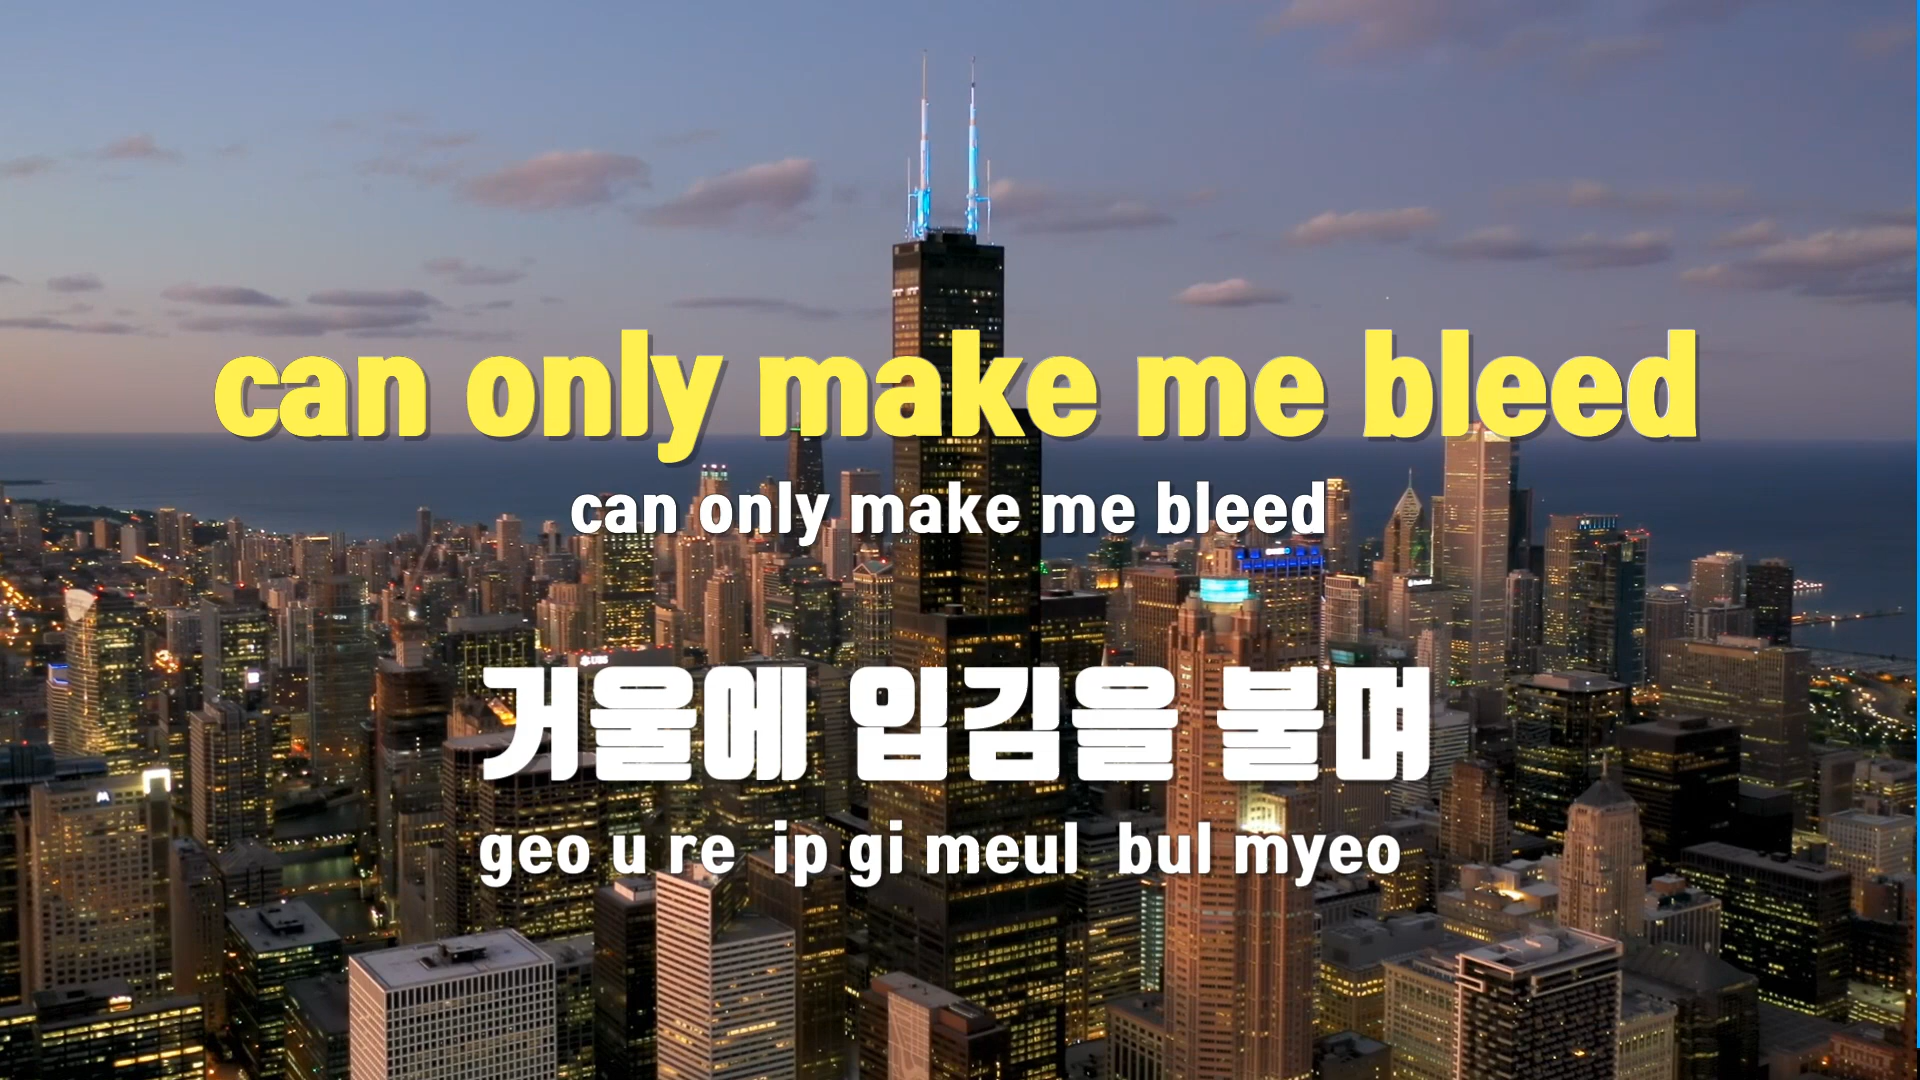 can only make me bleed
can only make me bleed
거울에 입김을 불며
geo u re ip gi meul bul myeo
UBS